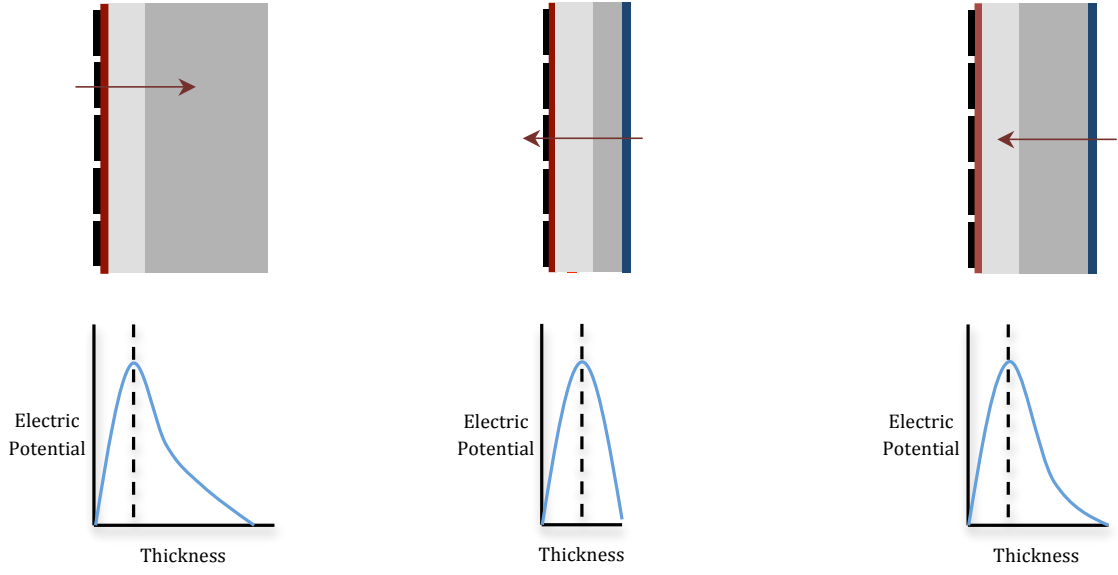 Electric
Potential
Thickness
Electric
Potential
Thickness
Electric
Potential
Thickness